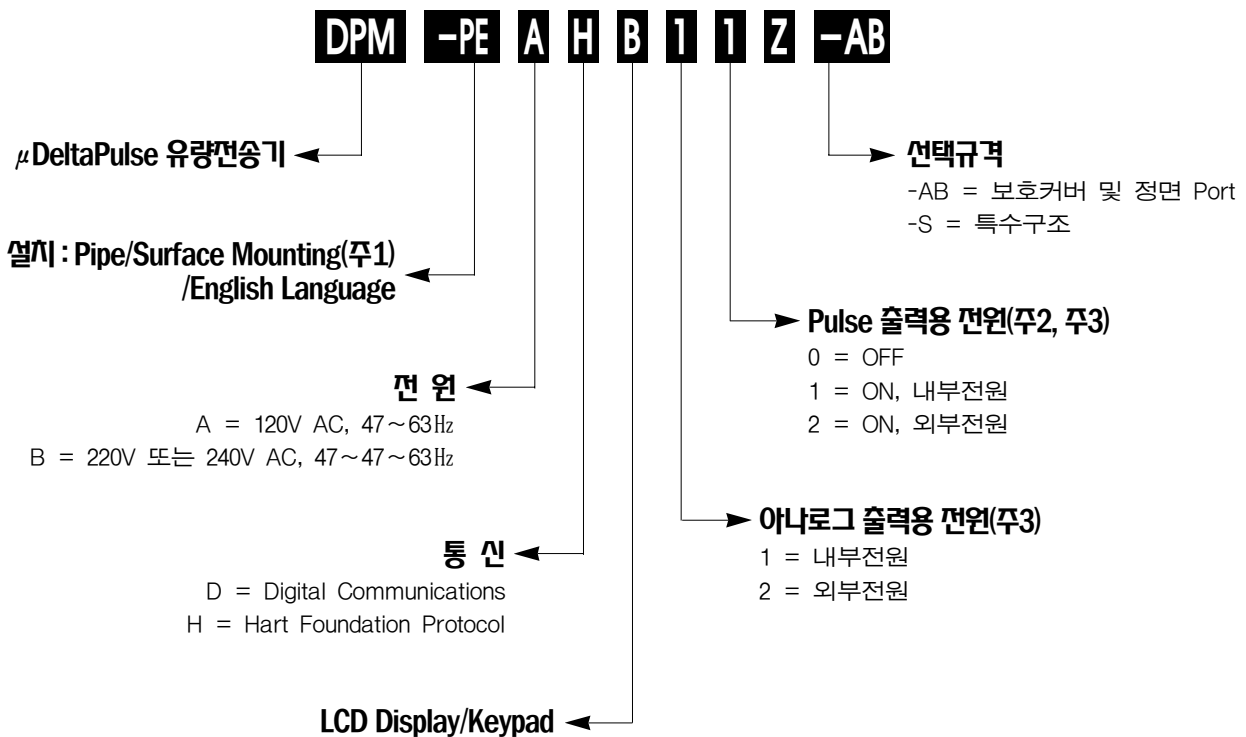 DPM -PE A H B 1 1 Z -AB
μDeltaPulse 유량전송기
선택규격
-AB = 보호커버 및 정면 Port
-S = 특수구조
설치 : Pipe/Surface Mounting(주1)
/English Language
Pulse 출력용 전원(주2, 주3)
0 = OFF
1 = ON, 내부전원
2 = ON, 외부전원
전 원
A = 120V AC, 47~63Hz
B = 220V 또는 240V AC, 47~47~63Hz
아나로그 출력용 전원(주3)
1 = 내부전원
2 = 외부전원
통 신
D = Digital Communications
H = Hart Foundation Protocol
LCD Display/Keypad